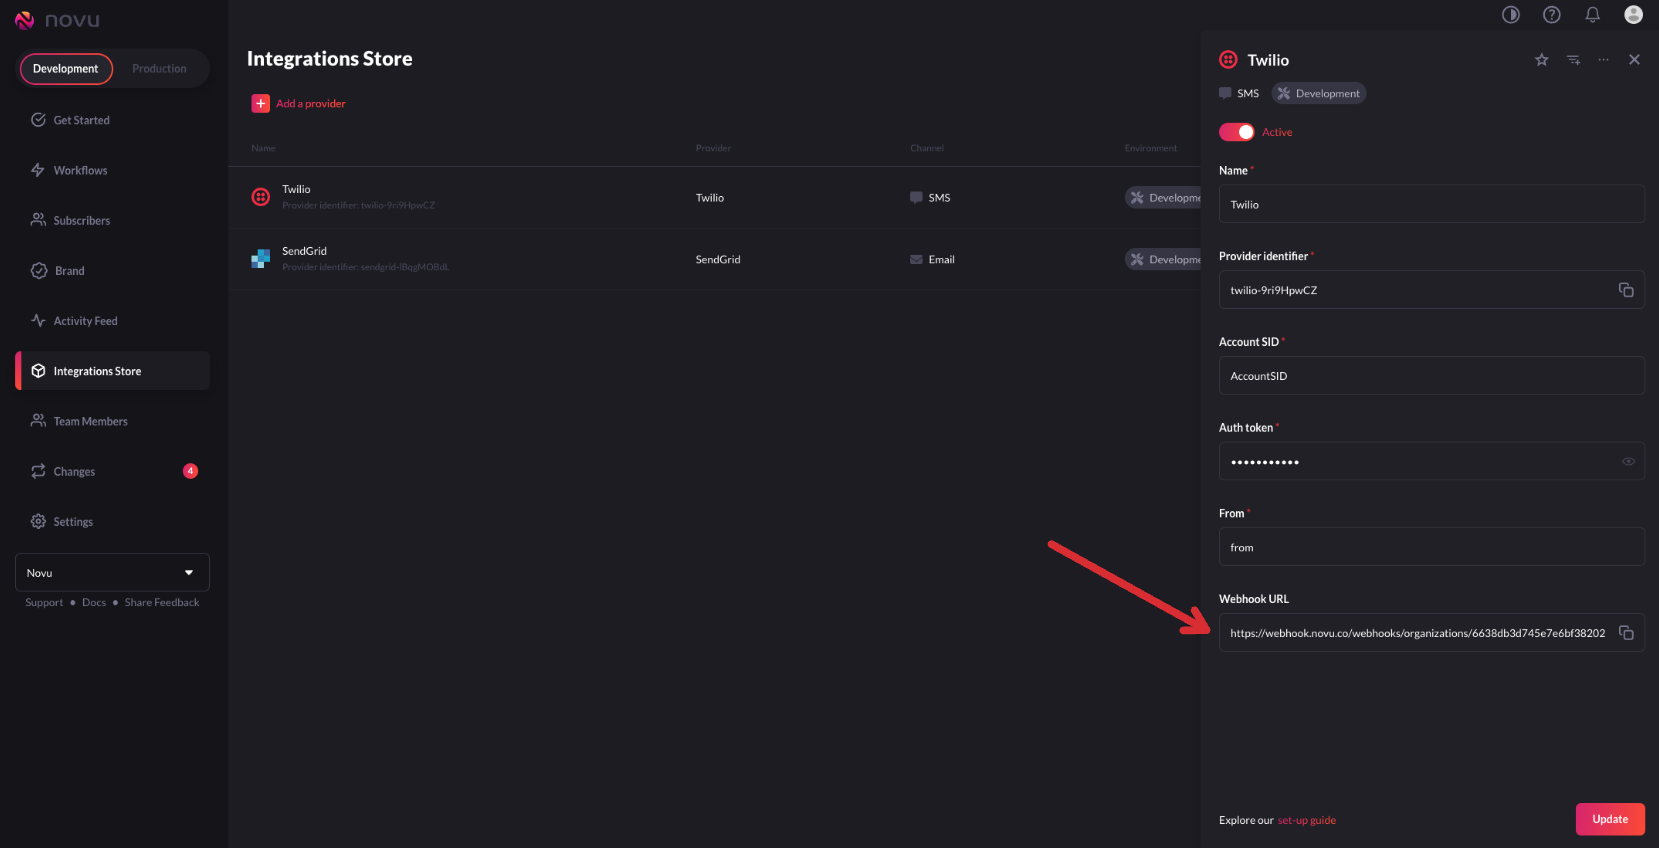 novu
Development Production
Get Started
Workflows
Subscribers
Brand
Activity Feed
Integrations Store
Team Members
Changes 4
Settings
Novu
Support • Docs • Share Feedback
Integrations Store
Add a provider
Name Provider Channel Environment
Twilio
Provider identifier: twilio-9ri9HpwCZ
Twilio SMS Developme
SendGrid
Provider identifier: sendgrid-iBqgMOBdL
SendGrid Email Developme
Twilio
SMS Development
Active
Name *
Twilio
Provider identifier *
twilio-9ri9HpwCZ
Account SID *
AccountSID
Auth token *
•••••••••••
From *
from
Webhook URL
https://webhook.novu.co/webhooks/organizations/6638db3d745e7e6bf38202
Explore our set-up guide
Update